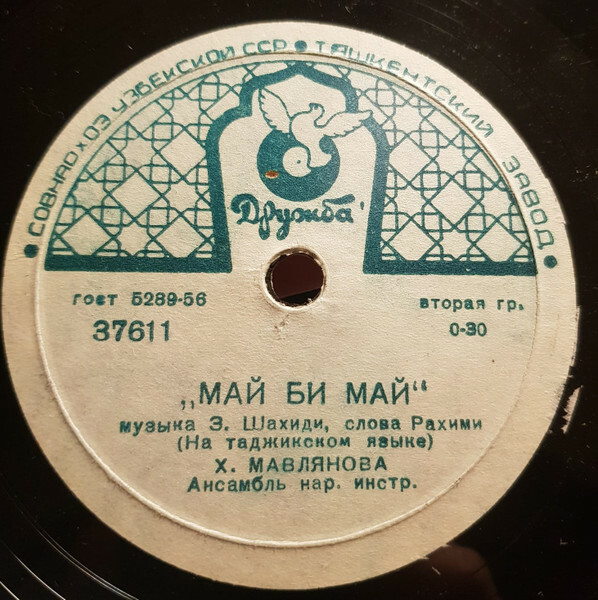 • СОВНАРХОЗ УЗБЕКСКОЙ ССР • ТАШКЕНТСКИЙ ЗАВОД •
Дружба
гост 5289-56
вторая гр.
37611
0-30
„МАЙ БИ МАЙ“
музыка З. Шахиди, слова Рахими
(На таджикском языке)
Х. МАВЛЯНОВА
Ансамбль нар. инстр.